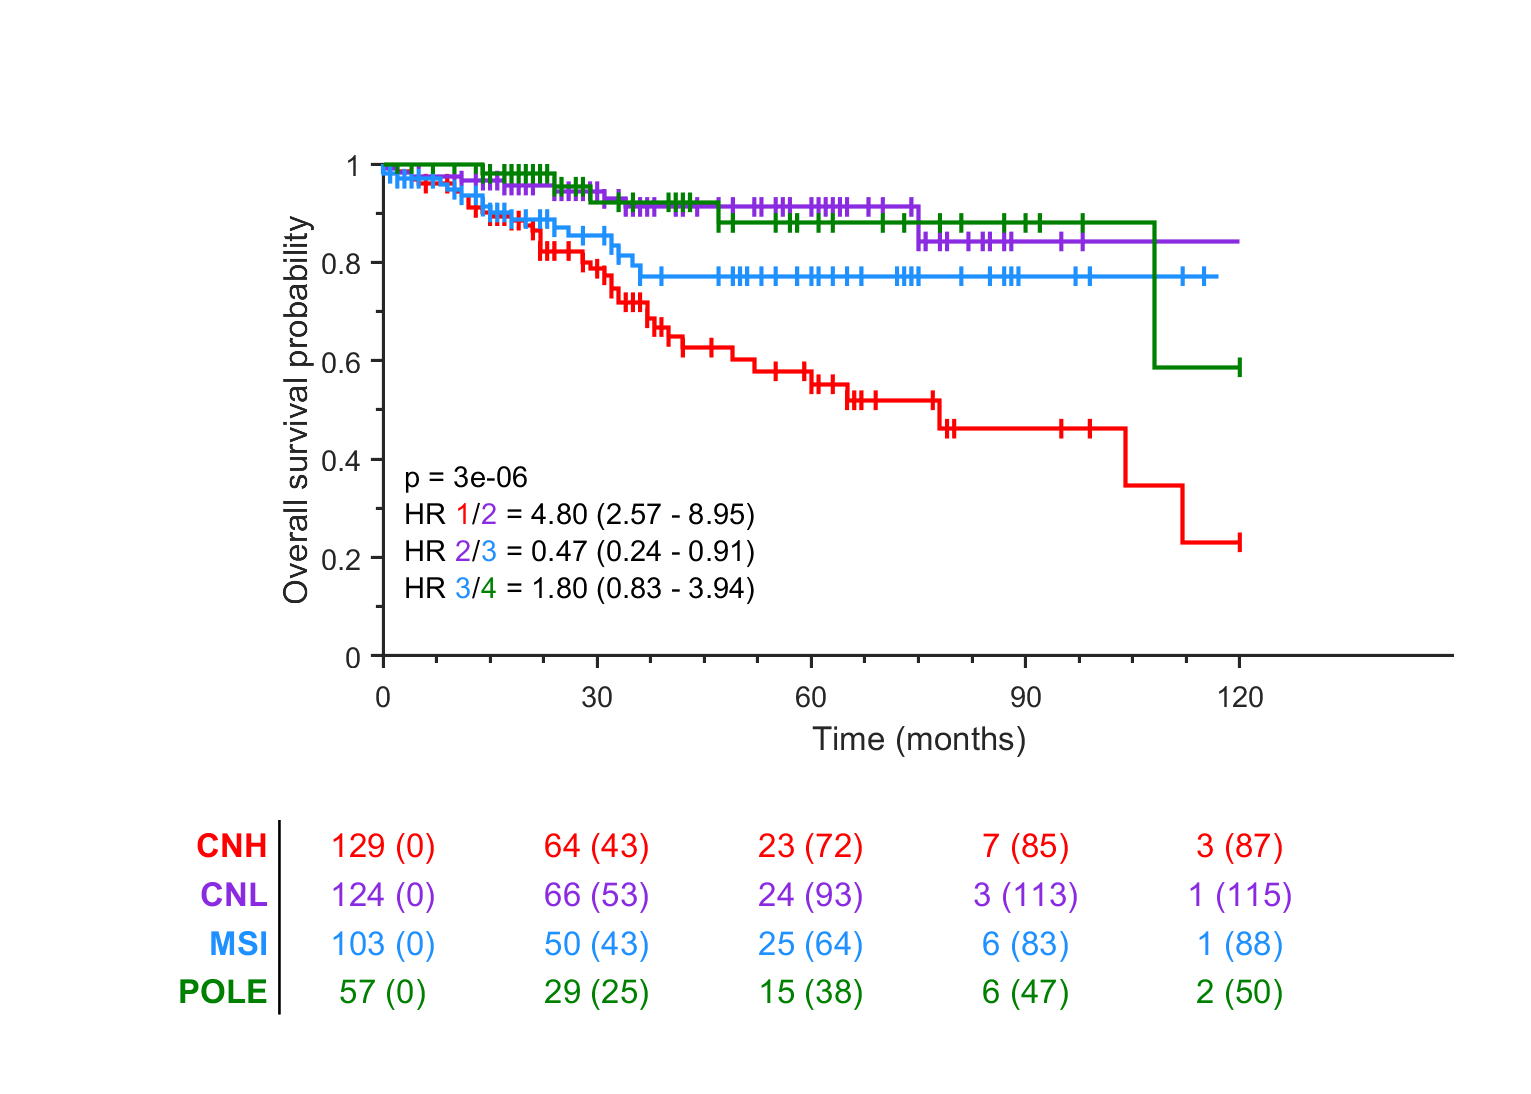 Overall survival probability
1
0.8
0.6
0.4
0.2
0
p = 3e-06
HR 1/2 = 4.80 (2.57 - 8.95)
HR 2/3 = 0.47 (0.24 - 0.91)
HR 3/4 = 1.80 (0.83 - 3.94)
0 30 60 90 120
Time (months)
CNH 129 (0) 64 (43) 23 (72) 7 (85) 3 (87)
CNL 124 (0) 66 (53) 24 (93) 3 (113) 1 (115)
MSI 103 (0) 50 (43) 25 (64) 6 (83) 1 (88)
POLE 57 (0) 29 (25) 15 (38) 6 (47) 2 (50)